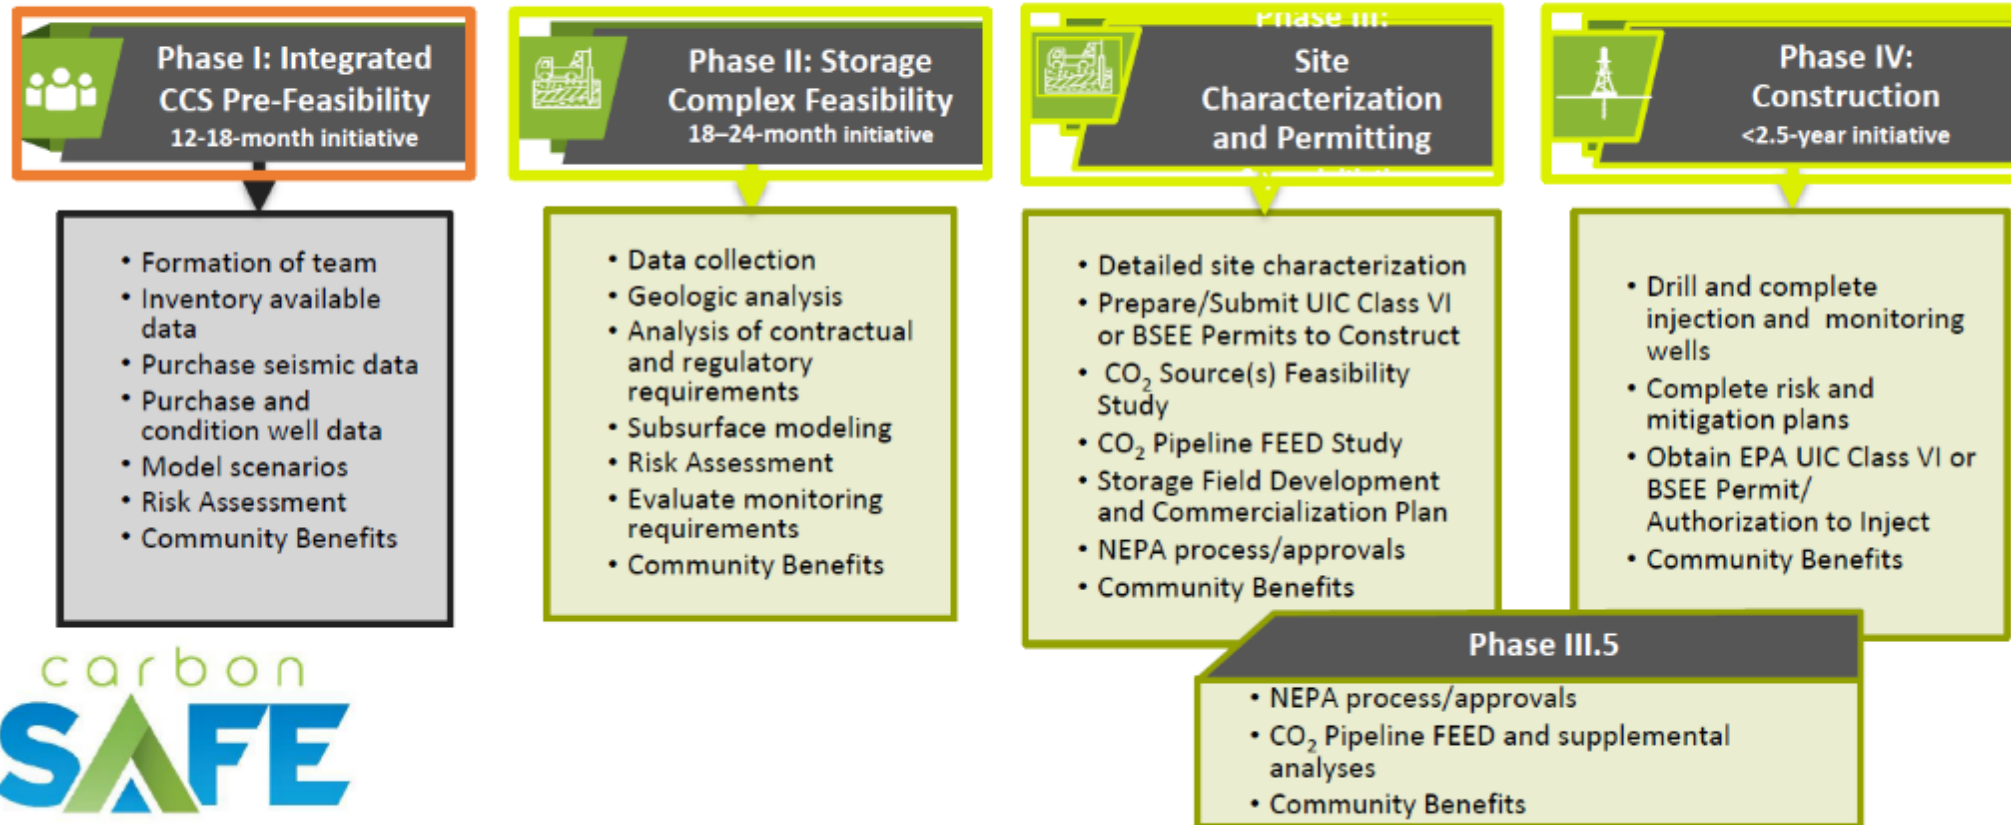 Phase I: Integrated
CCS Pre-Feasibility
12-18-month initiative
• Formation of team
• Inventory available
data
• Purchase seismic data
• Purchase and
condition well data
• Model scenarios
• Risk Assessment
• Community Benefits
Phase II: Storage
Complex Feasibility
18–24-month initiative
• Data collection
• Geologic analysis
• Analysis of contractual
and regulatory
requirements
• Subsurface modeling
• Risk Assessment
• Evaluate monitoring
requirements
• Community Benefits
Phase III:
Site
Characterization
and Permitting
• Detailed site characterization
• Prepare/Submit UIC Class VI
or BSEE Permits to Construct
• CO₂ Source(s) Feasibility
Study
• CO₂ Pipeline FEED Study
• Storage Field Development
and Commercialization Plan
• NEPA process/approvals
• Community Benefits
Phase IV:
Construction
<2.5-year initiative
• Drill and complete
injection and monitoring
wells
• Complete risk and
mitigation plans
• Obtain EPA UIC Class VI or
BSEE Permit/
Authorization to Inject
• Community Benefits
Phase III.5
• NEPA process/approvals
• CO₂ Pipeline FEED and supplemental
analyses
• Community Benefits
carbon
SAFE